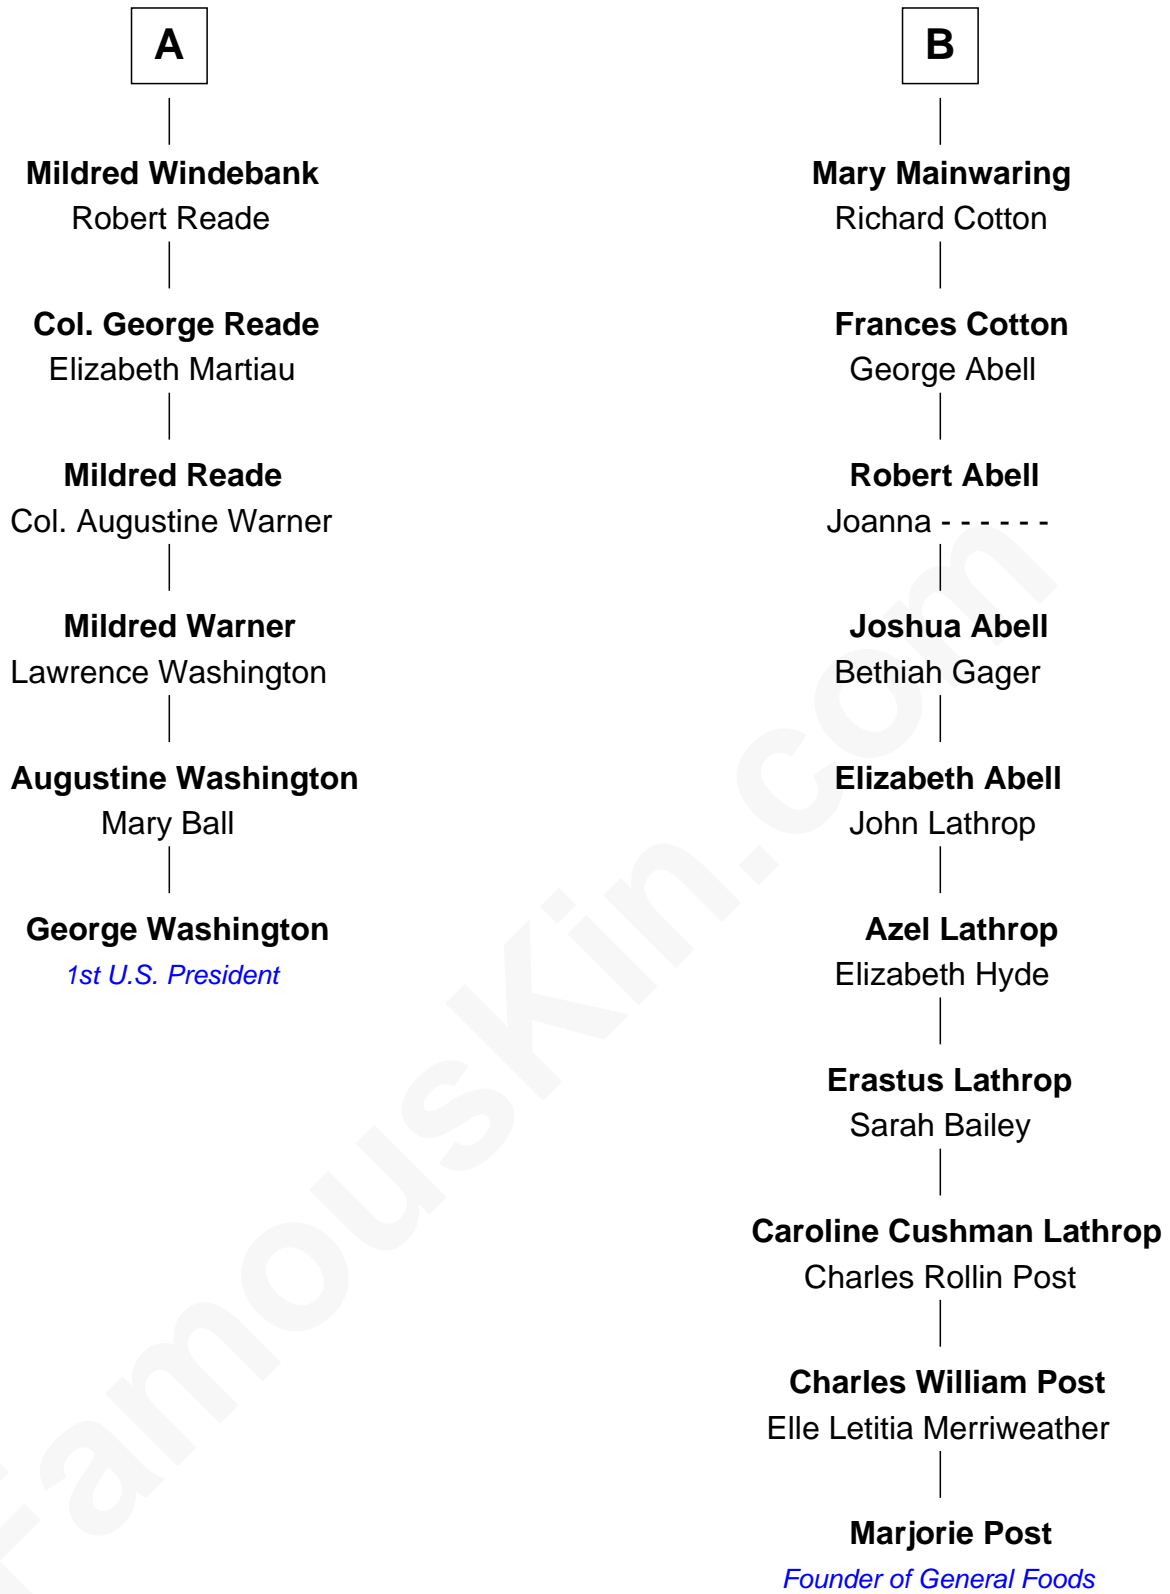 A
Mildred Windebank
Robert Reade
Col. George Reade
Elizabeth Martiau
Mildred Reade
Col. Augustine Warner
Mildred Warner
Lawrence Washington
Augustine Washington
Mary Ball
George Washington
1st U.S. President
B
Mary Mainwaring
Richard Cotton
Frances Cotton
George Abell
Robert Abell
Joanna - - - - - -
Joshua Abell
Bethiah Gager
Elizabeth Abell
John Lathrop
Azel Lathrop
Elizabeth Hyde
Erastus Lathrop
Sarah Bailey
Caroline Cushman Lathrop
Charles Rollin Post
Charles William Post
Elle Letitia Merriweather
Marjorie Post
Founder of General Foods
FamousKin.com